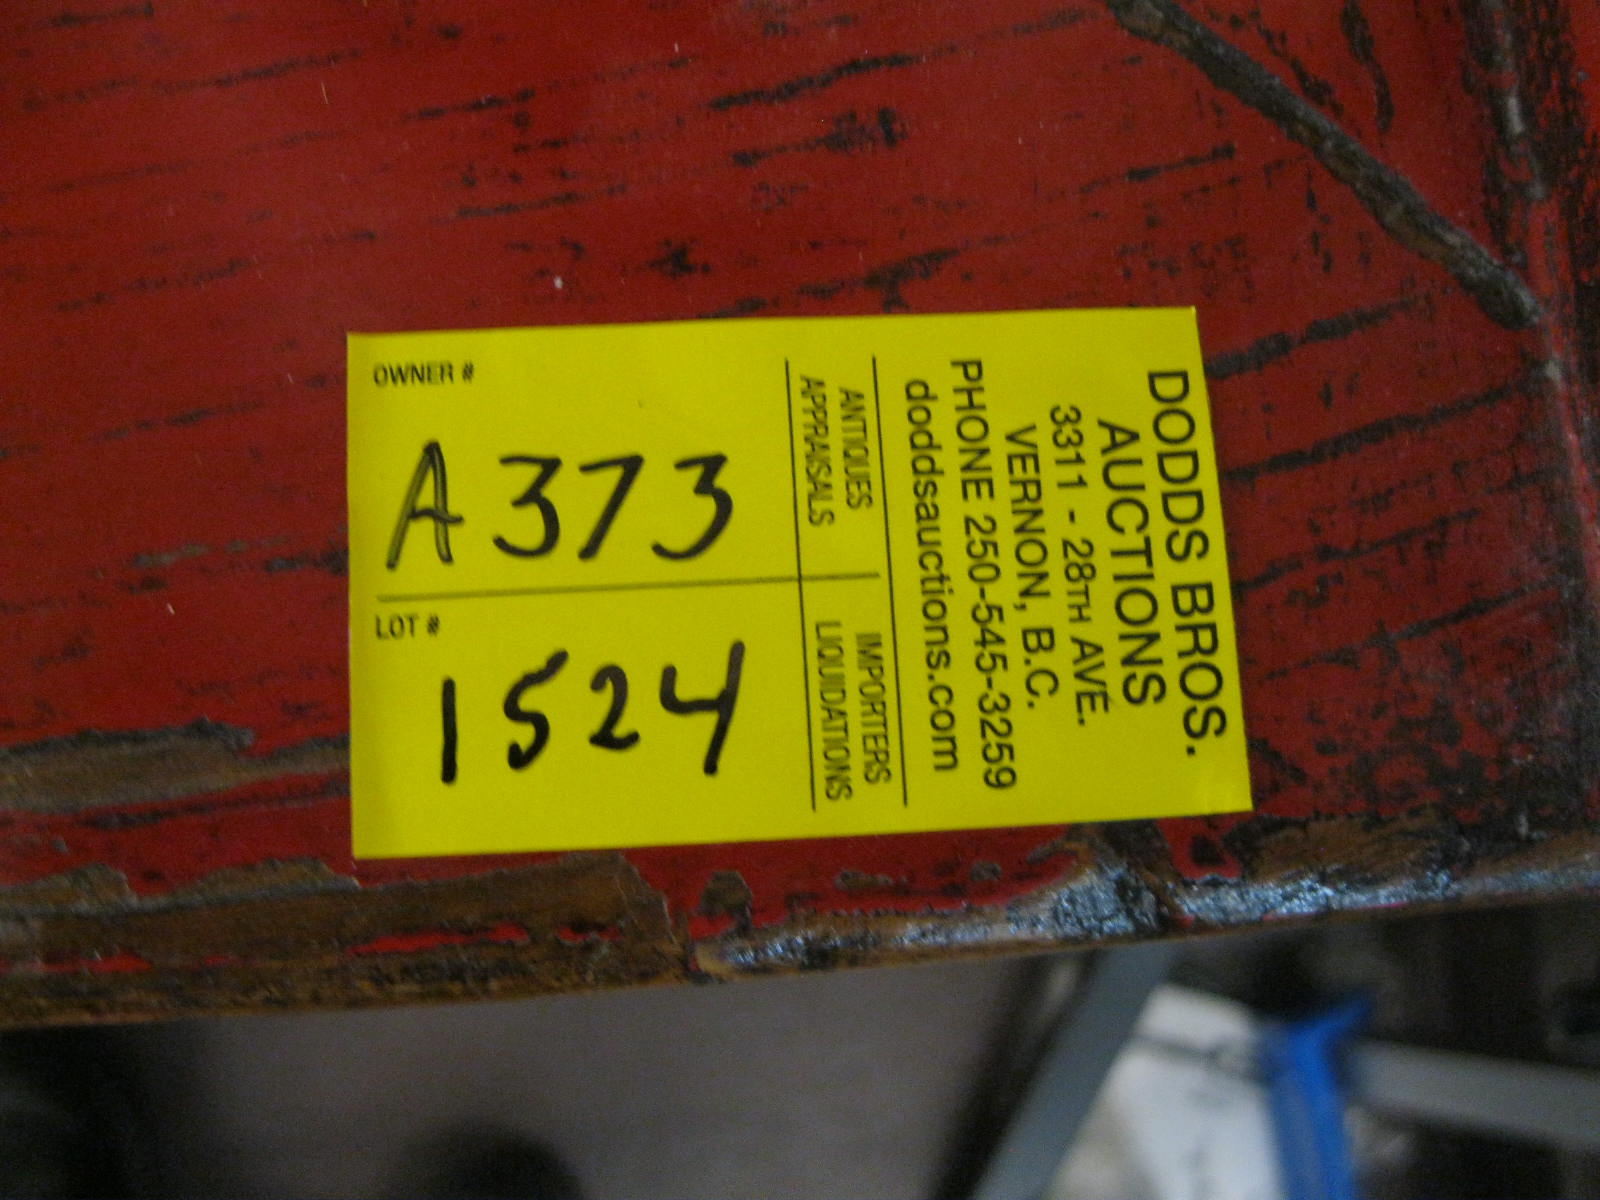 DODDS BROS.
AUCTIONS
3311 - 28TH AVE.
VERNON, B.C.
PHONE 250-545-3259
doddsauctions.com
ANTIQUES
APPRAISALS
IMPORTERS
LIQUIDATIONS
OWNER #
A373
LOT #
1524